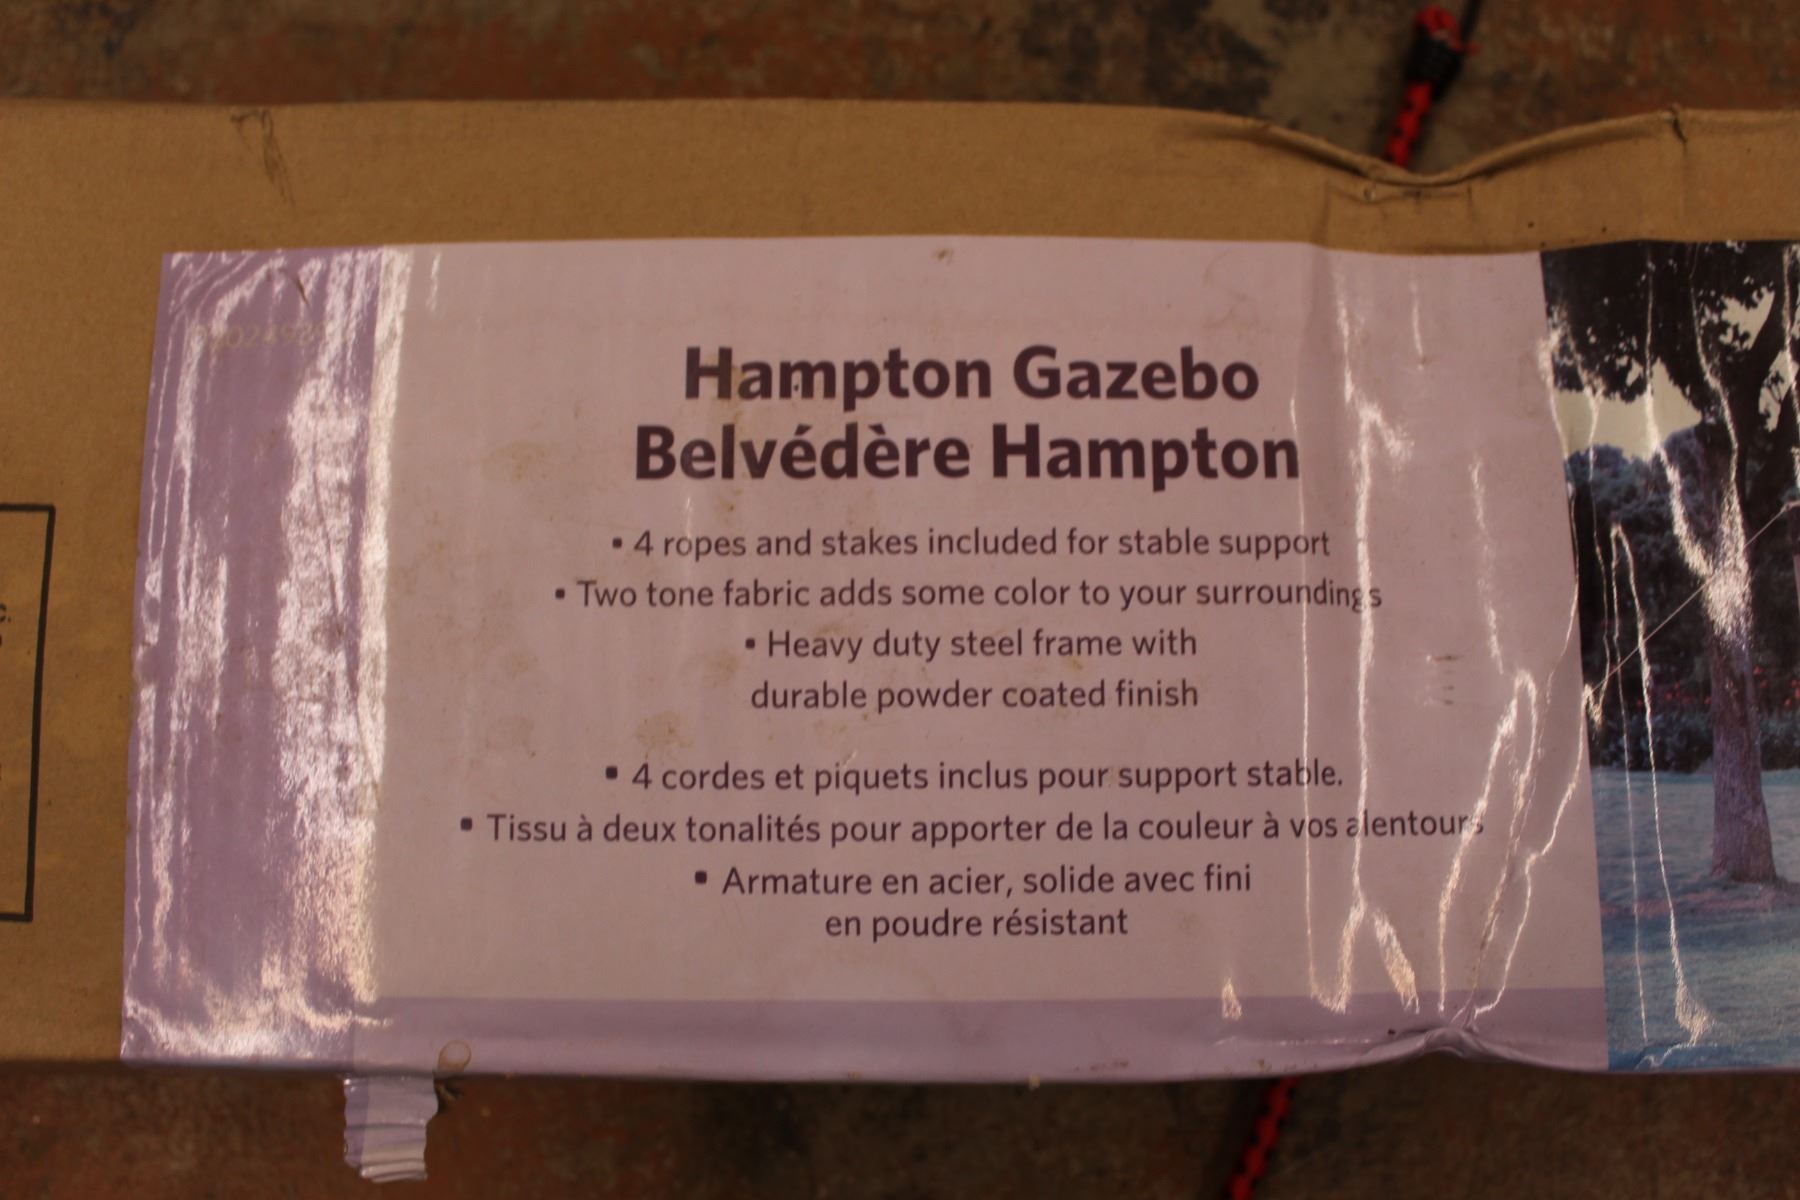 Hampton Gazebo
Belvédère Hampton
▪ 4 ropes and stakes included for stable support
▪ Two tone fabric adds some color to your surroundings
▪ Heavy duty steel frame with
durable powder coated finish
▪ 4 cordes et piquets inclus pour support stable.
▪ Tissu à deux tonalités pour apporter de la couleur à vos alentours
▪ Armature en acier, solide avec fini
en poudre résistant